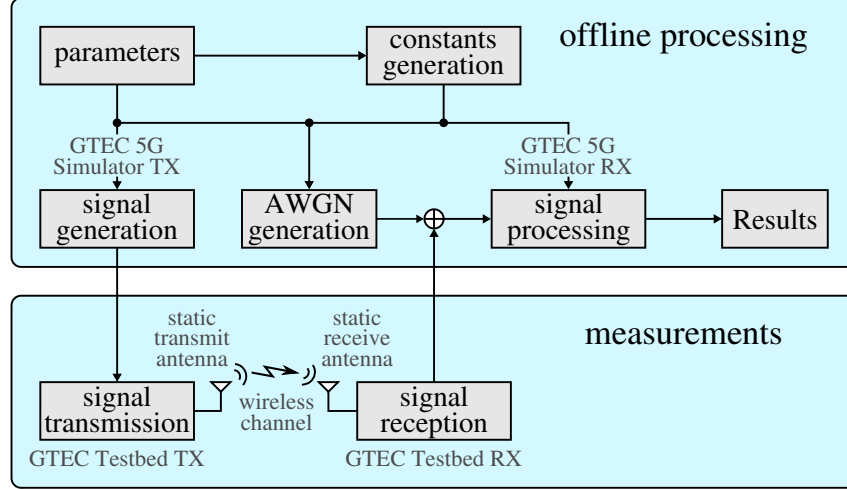 offline processing
parameters
constants
generation
GTEC 5G
Simulator TX
GTEC 5G
Simulator RX
signal
generation
AWGN
generation
signal
processing
Results
measurements
static
transmit
antenna
static
receive
antenna
wireless
channel
signal
transmission
signal
reception
GTEC Testbed TX
GTEC Testbed RX